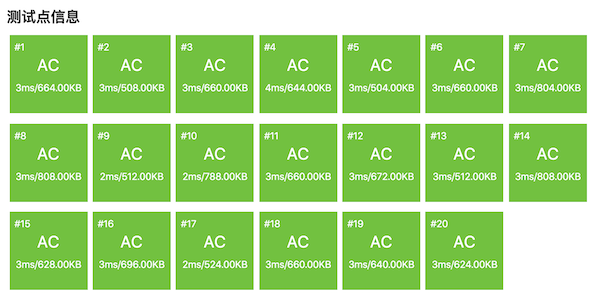 测试点信息
#1 #2 #3 #4 #5 #6 #7
AC AC AC AC AC AC AC
3ms/664.00KB 3ms/508.00KB 3ms/660.00KB 4ms/644.00KB 3ms/504.00KB 3ms/660.00KB 3ms/804.00KB
#8 #9 #10 #11 #12 #13 #14
AC AC AC AC AC AC AC
3ms/808.00KB 2ms/512.00KB 2ms/788.00KB 3ms/660.00KB 3ms/672.00KB 3ms/512.00KB 3ms/808.00KB
#15 #16 #17 #18 #19 #20
AC AC AC AC AC AC
3ms/628.00KB 3ms/696.00KB 2ms/524.00KB 3ms/660.00KB 3ms/640.00KB 3ms/624.00KB